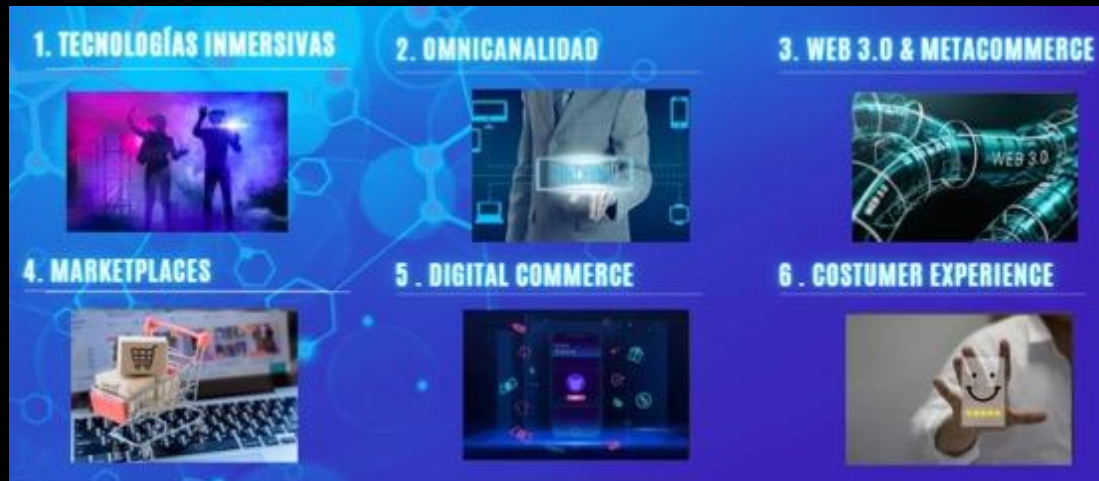 1. TECNOLOGÍAS INMERSIVAS
2. OMNICANALIDAD
3. WEB 3.0 & METACOMMERCE
WEB 3.0
4. MARKETPLACES
5 . DIGITAL COMMERCE
6 . COSTUMER EXPERIENCE